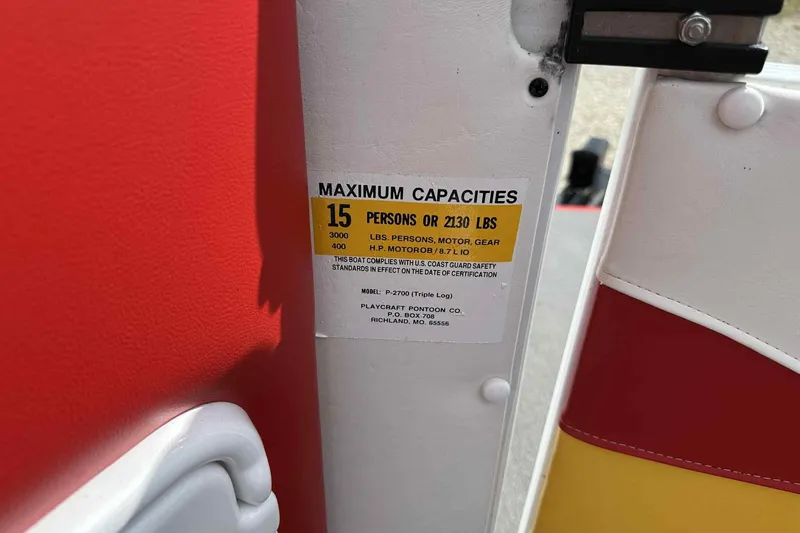 MAXIMUM CAPACITIES
15 PERSONS OR 2130 LBS
3000 LBS. PERSONS, MOTOR, GEAR
400 H.P. MOTOROB / 8.7 L IO
THIS BOAT COMPLIES WITH U.S. COAST GUARD SAFETY
STANDARDS IN EFFECT ON THE DATE OF CERTIFICATION
MODEL: P-2700 (Triple Log)
PLAYCRAFT PONTOON CO.
P.O. BOX 708
RICHLAND, MO. 65556